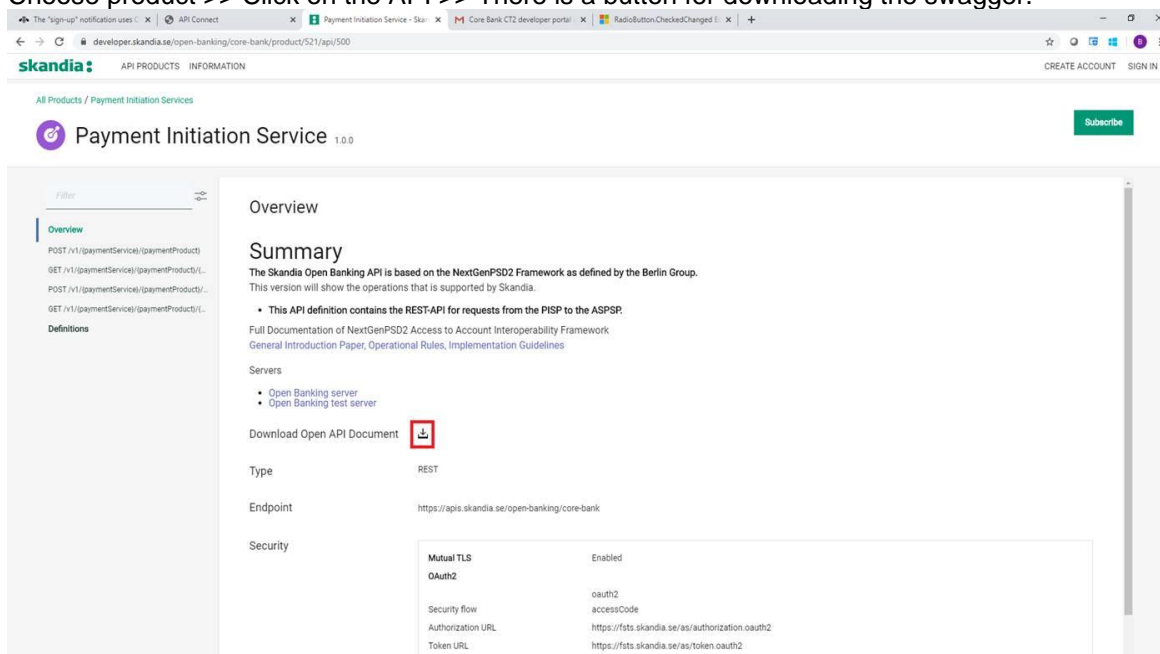 Choose product >> Click on the API >> There is a button for downloading the swagger.
The "sign-up" notification uses C
API Connect
Payment Initiation Service - Skan
Core Bank CT2 developer portal
RadioButton.CheckedChanged E
developer.skandia.se/open-banking/core-bank/product/521/api/500
skandia: API PRODUCTS INFORMATION CREATE ACCOUNT SIGN IN
All Products / Payment Initiation Services
Payment Initiation Service 1.0.0
Subscribe
Filter
Overview
POST /v1/{paymentService}/{paymentProduct}
GET /v1/{paymentService}/{paymentProduct}/{...
POST /v1/{paymentService}/{paymentProduct}/...
GET /v1/{paymentService}/{paymentProduct}/{...
Definitions
Overview
Summary
The Skandia Open Banking API is based on the NextGenPSD2 Framework as defined by the Berlin Group.
This version will show the operations that is supported by Skandia.
• This API definition contains the REST-API for requests from the PISP to the ASPSP.
Full Documentation of NextGenPSD2 Access to Account Interoperability Framework
General Introduction Paper, Operational Rules, Implementation Guidelines
Servers
• Open Banking server
• Open Banking test server
Download Open API Document
Type REST
Endpoint https://apis.skandia.se/open-banking/core-bank
Security
Mutual TLS Enabled
OAuth2
oauth2
Security flow accessCode
Authorization URL https://fsts.skandia.se/as/authorization.oauth2
Token URL https://fsts.skandia.se/as/token.oauth2